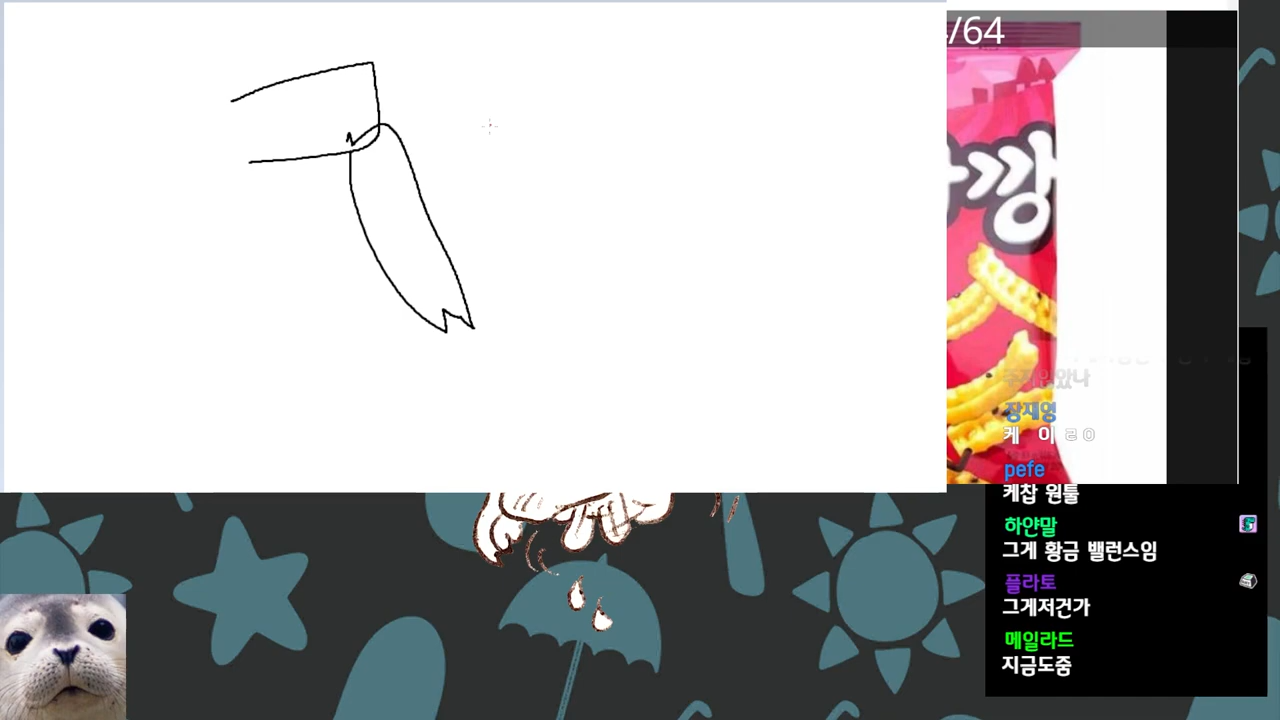 /64
깡
장재영
케 이 ㄹㅇ
pefe
케찹 원툴
하얀말
그게 황금 밸런스임
플라토
그게저건가
메일라드
지금도줌